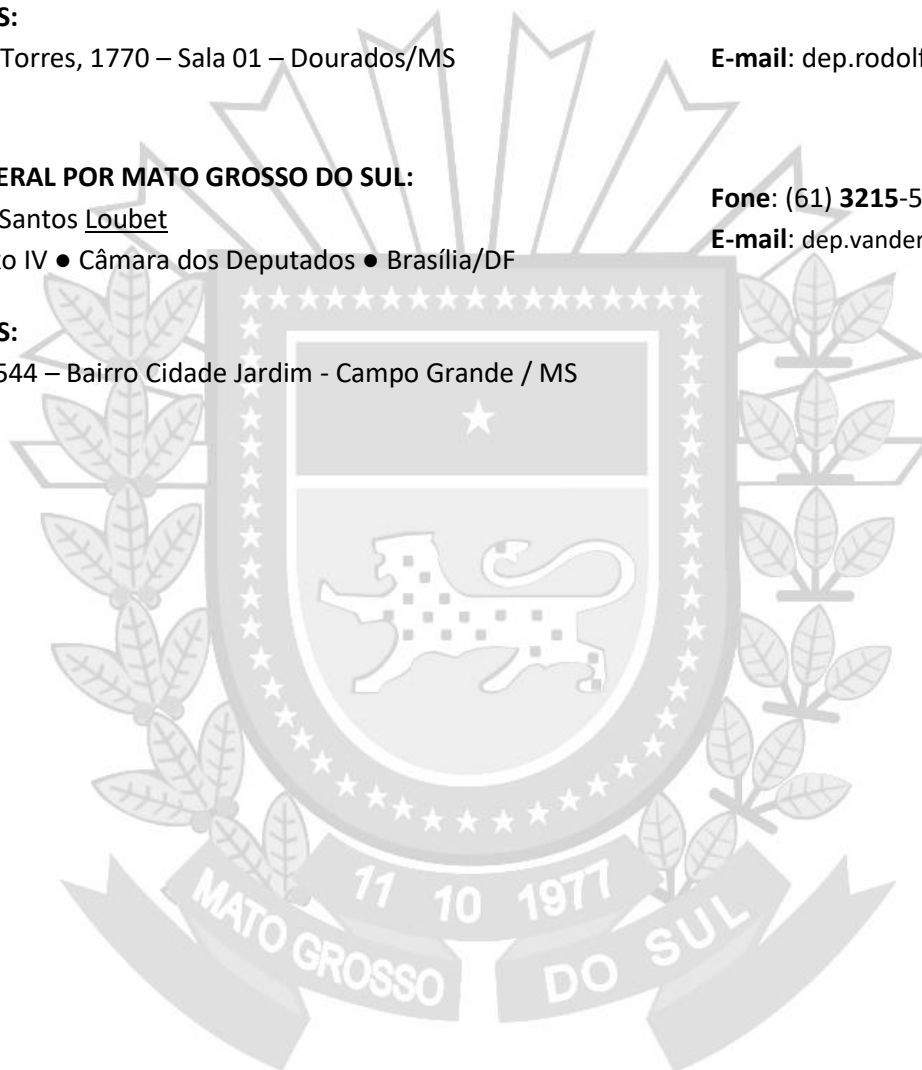 S:
Torres, 1770 – Sala 01 – Dourados/MS
E-mail: dep.rodolf
ERAL POR MATO GROSSO DO SUL:
Santos Loubet
Fone: (61) 3215-5
o IV ● Câmara dos Deputados ● Brasília/DF
E-mail: dep.vander
S:
544 – Bairro Cidade Jardim - Campo Grande / MS
11 10 1977
MATO GROSSO DO SUL